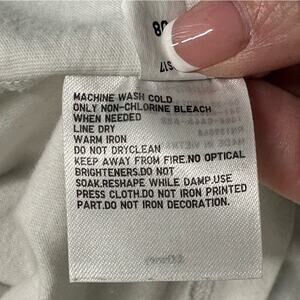 08
S17
MACHINE WASH COLD
ONLY NON-CHLORINE BLEACH
WHEN NEEDED
LINE DRY
WARM IRON
DO NOT DRYCLEAN
KEEP AWAY FROM FIRE.NO OPTICAL
BRIGHTENERS.DO NOT
SOAK.RESHAPE WHILE DAMP.USE
PRESS CLOTH.DO NOT IRON PRINTED
PART.DO NOT IRON DECORATION.